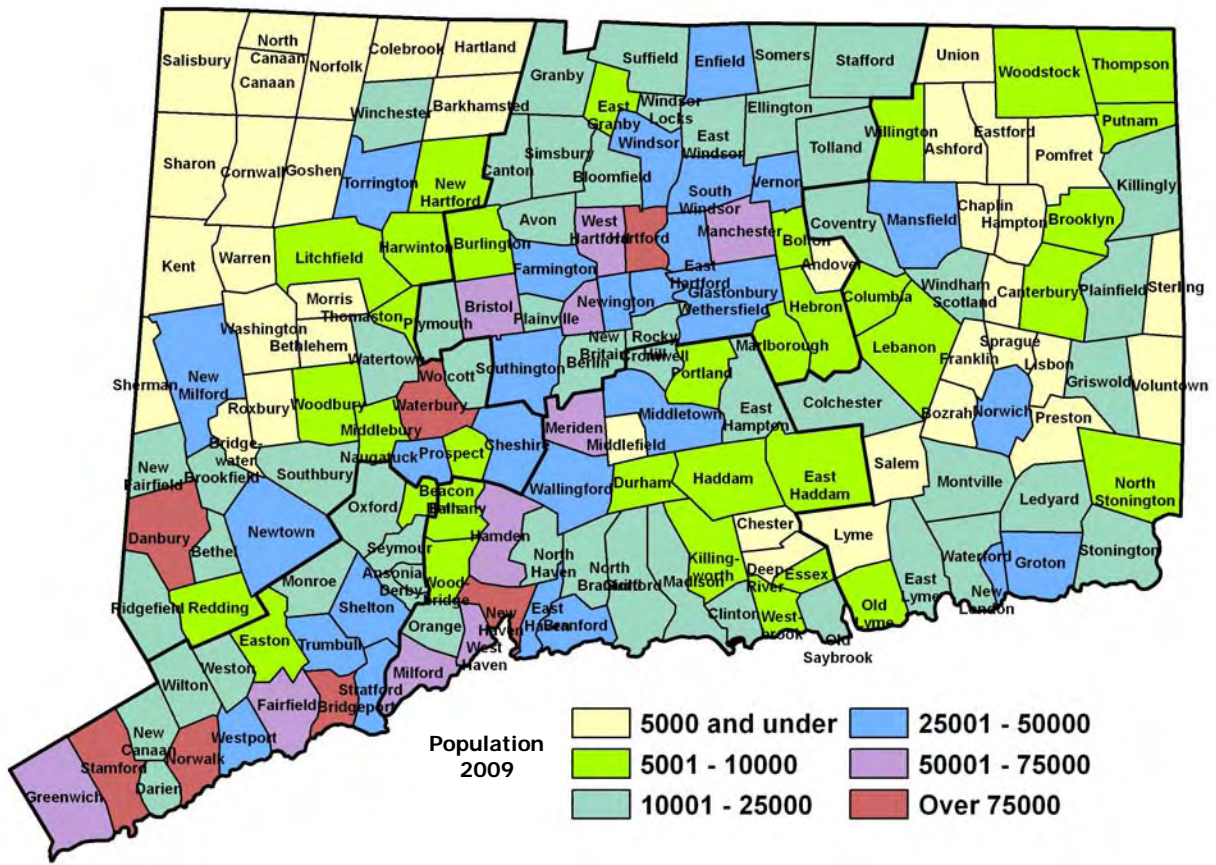 North
Canaan
Colebrook
Hartland
Salisbury
Canaan
Norfolk
Suffield
Enfield
Somers
Stafford
Union
Woodstock
Thompson
Granby
Barkhamsted
Winchester
East
Granby
Windsor
Locks
Ellington
Putnam
East
Windsor
Windsor
Willington
Ashford
Eastford
Pomfret
Sharon
Cornwall
Goshen
Torrington
New
Hartford
Canton
Simsbury
Bloomfield
Tolland
Killingly
South
Windsor
Vernon
Avon
West
Hartford
Hartford
Manchester
Bolton
Coventry
Mansfield
Chaplin
Hampton
Brooklyn
Kent
Warren
Litchfield
Harwinton
Burlington
Farmington
East
Hartford
Andover
Columbia
Windham
Scotland
Canterbury
Plainfield
Sterling
Morris
Thomaston
Washington
Bethlehem
Plymouth
Bristol
Plainville
Newington
Glastonbury
Wethersfield
Hebron
Watertown
New
Britain
Berlin
Rocky
Hill
Cromwell
Marlborough
Lebanon
Franklin
Sprague
Lisbon
Griswold
Voluntown
Sherman
New
Milford
Roxbury
Woodbury
Wolcott
Southington
Portland
Waterbury
Middlebury
Middletown
East
Hampton
Colchester
Bozrah
Norwich
Preston
Bridge-
water
Naugatuck
Prospect
Cheshire
Meriden
Middlefield
New
Fairfield
Brookfield
Southbury
Salem
Montville
Ledyard
North
Stonington
Oxford
Beacon
Falls
Bethany
Wallingford
Durham
Haddam
East
Haddam
Danbury
Bethel
Newtown
Seymour
Hamden
North
Haven
Chester
Lyme
Waterford
Groton
Stonington
Monroe
Ansonia
Derby
Wood-
bridge
North
Branford
Guilford
Madison
Killing-
worth
Deep-
River
Essex
East
Lyme
New
London
Ridgefield
Redding
Shelton
New
Haven
East
Haven
Branford
Clinton
West-
brook
Old
Lyme
Easton
Trumbull
Orange
West
Haven
Old
Saybrook
Weston
Wilton
Milford
Stratford
Fairfield
Bridgeport
New
Canaan
Westport
Norwalk
Stamford
Darien
Greenwich
Population
2009
5000 and under
5001 - 10000
10001 - 25000
25001 - 50000
50001 - 75000
Over 75000